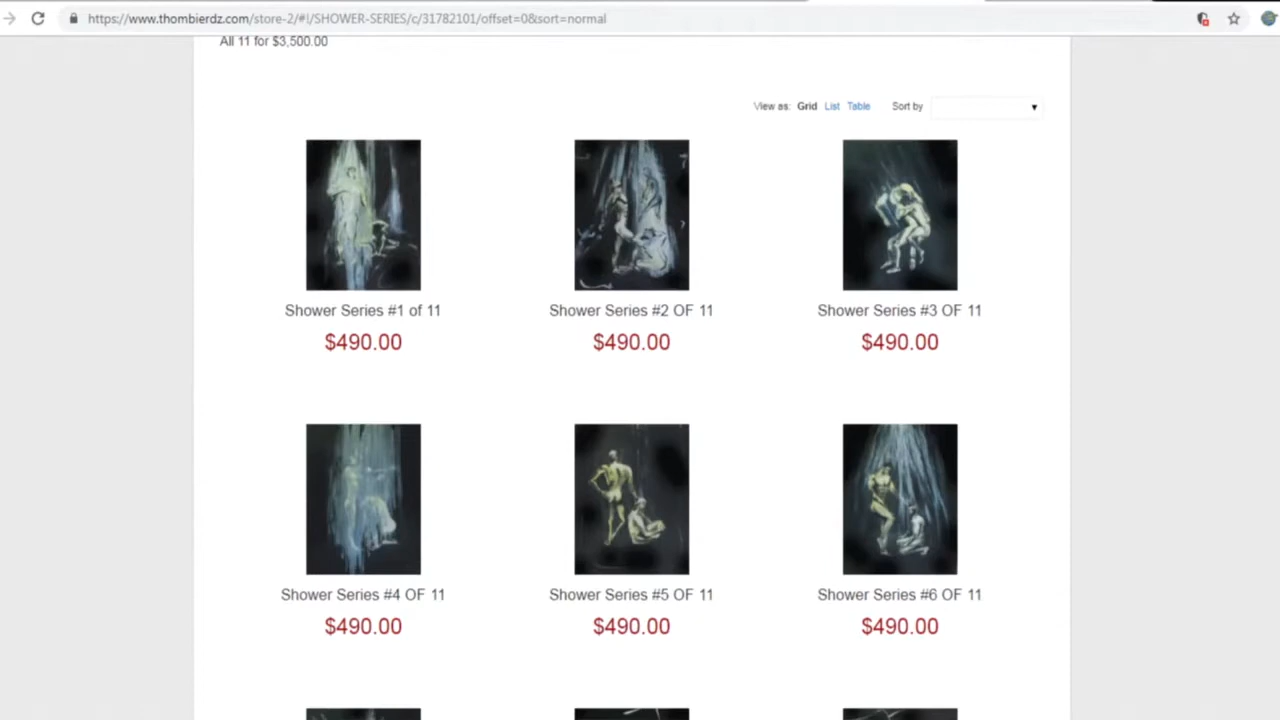 https://www.thombierdz.com/store-2/#!/SHOWER-SERIES/c/31782101/offset=0&sort=normal
All 11 for $3,500.00
View as: Grid List Table Sort by
Shower Series #1 of 11 Shower Series #2 OF 11 Shower Series #3 OF 11
$490.00 $490.00 $490.00
Shower Series #4 OF 11 Shower Series #5 OF 11 Shower Series #6 OF 11
$490.00 $490.00 $490.00